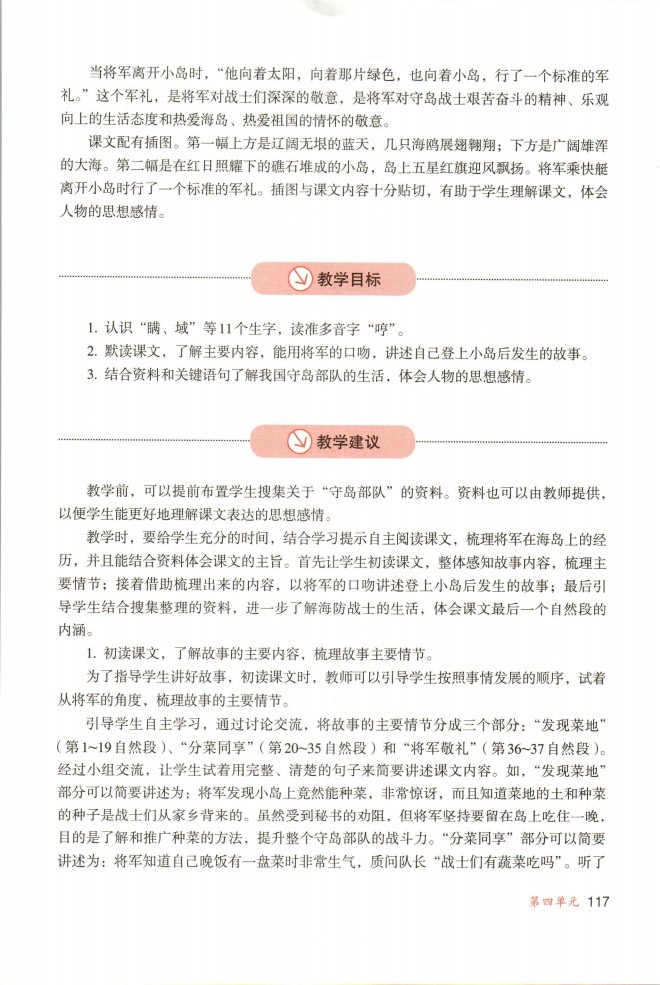 当将军离开小岛时，“他向着太阳，向着那片绿色，也向着小岛，行了一个标准的军
礼。”这个军礼，是将军对战士们深深的敬意，是将军对守岛战士艰苦奋斗的精神、乐观
向上的生活态度和热爱海岛、热爱祖国的情怀的敬意。
课文配有插图。第一幅上方是辽阔无垠的蓝天，几只海鸥展翅翱翔；下方是广阔雄浑
的大海。第二幅是在红日照耀下的礁石堆成的小岛，岛上五星红旗迎风飘扬。将军乘快艇
离开小岛时行了一个标准的军礼。插图与课文内容十分贴切，有助于学生理解课文，体会
人物的思想感情。
教学目标
1. 认识“瞒、域”等11个生字，读准多音字“哼”。
2. 默读课文，了解主要内容，能用将军的口吻，讲述自己登上小岛后发生的故事。
3. 结合资料和关键语句了解我国守岛部队的生活，体会人物的思想感情。
教学建议
教学前，可以提前布置学生搜集关于“守岛部队”的资料。资料也可以由教师提供，
以便学生能更好地理解课文表达的思想感情。
教学时，要给学生充分的时间，结合学习提示自主阅读课文，梳理将军在海岛上的经
历，并且能结合资料体会课文的主旨。首先让学生初读课文，整体感知故事内容，梳理主
要情节；接着借助梳理出来的内容，以将军的口吻讲述登上小岛后发生的故事；最后引
导学生结合搜集整理的资料，进一步了解海防战士的生活，体会课文最后一个自然段的
内涵。
1. 初读课文，了解故事的主要内容，梳理故事主要情节。
为了指导学生讲好故事，初读课文时，教师可以引导学生按照事情发展的顺序，试着
从将军的角度，梳理故事的主要情节。
引导学生自主学习，通过讨论交流，将故事的主要情节分成三个部分：“发现菜地”
（第1~19自然段）、“分菜同享”（第20~35自然段）和“将军敬礼”（第36~37自然段）。
经过小组交流，让学生试着用完整、清楚的句子来简要讲述课文内容。如，“发现菜地”
部分可以简要讲述为：将军发现小岛上竟然能种菜，非常惊讶，而且知道菜地的土和种菜
的种子是战士们从家乡背来的。虽然受到秘书的劝阻，但将军坚持要留在岛上吃住一晚，
目的是了解和推广种菜的方法，提升整个守岛部队的战斗力。“分菜同享”部分可以简要
讲述为：将军知道自己晚饭有一盘菜时非常生气，质问队长“战士们有蔬菜吃吗”。听了
第四单元 117